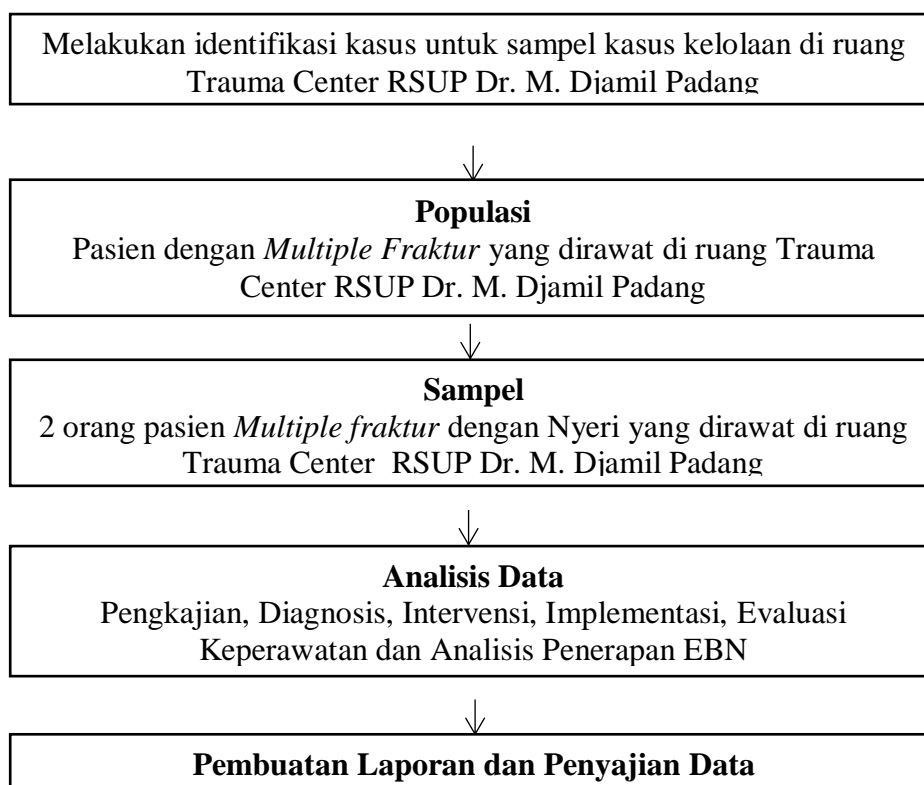 Melakukan identifikasi kasus untuk sampel kasus kelolaan di ruang
Trauma Center RSUP Dr. M. Djamil Padang
Populasi
Pasien dengan Multiple Fraktur yang dirawat di ruang Trauma
Center RSUP Dr. M. Djamil Padang
Sampel
2 orang pasien Multiple fraktur dengan Nyeri yang dirawat di ruang
Trauma Center RSUP Dr. M. Djamil Padang
Analisis Data
Pengkajian, Diagnosis, Intervensi, Implementasi, Evaluasi
Keperawatan dan Analisis Penerapan EBN
Pembuatan Laporan dan Penyajian Data